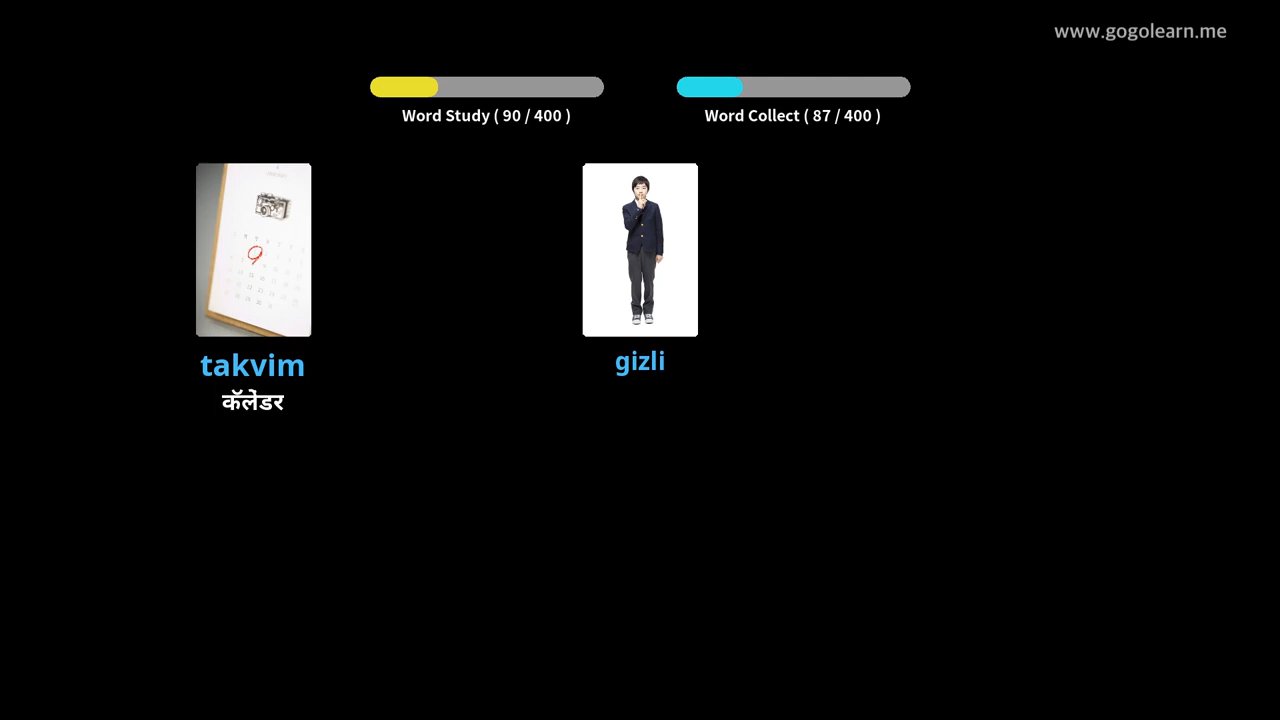 www.gogolearn.me
Word Study ( 90 / 400 )
Word Collect ( 87 / 400 )
takvim
gizli
कॅलेंडर